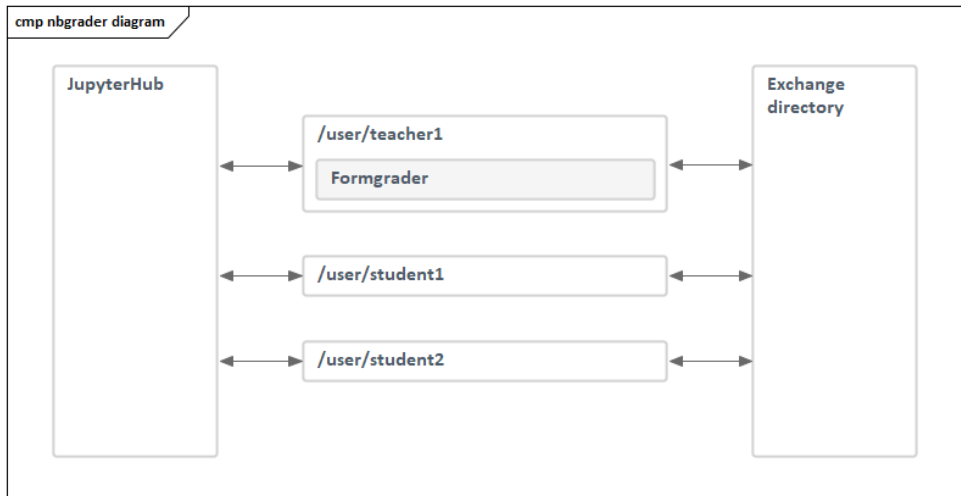 cmp nbgrader diagram
JupyterHub
Exchange
directory
/user/teacher1
Formgrader
/user/student1
/user/student2